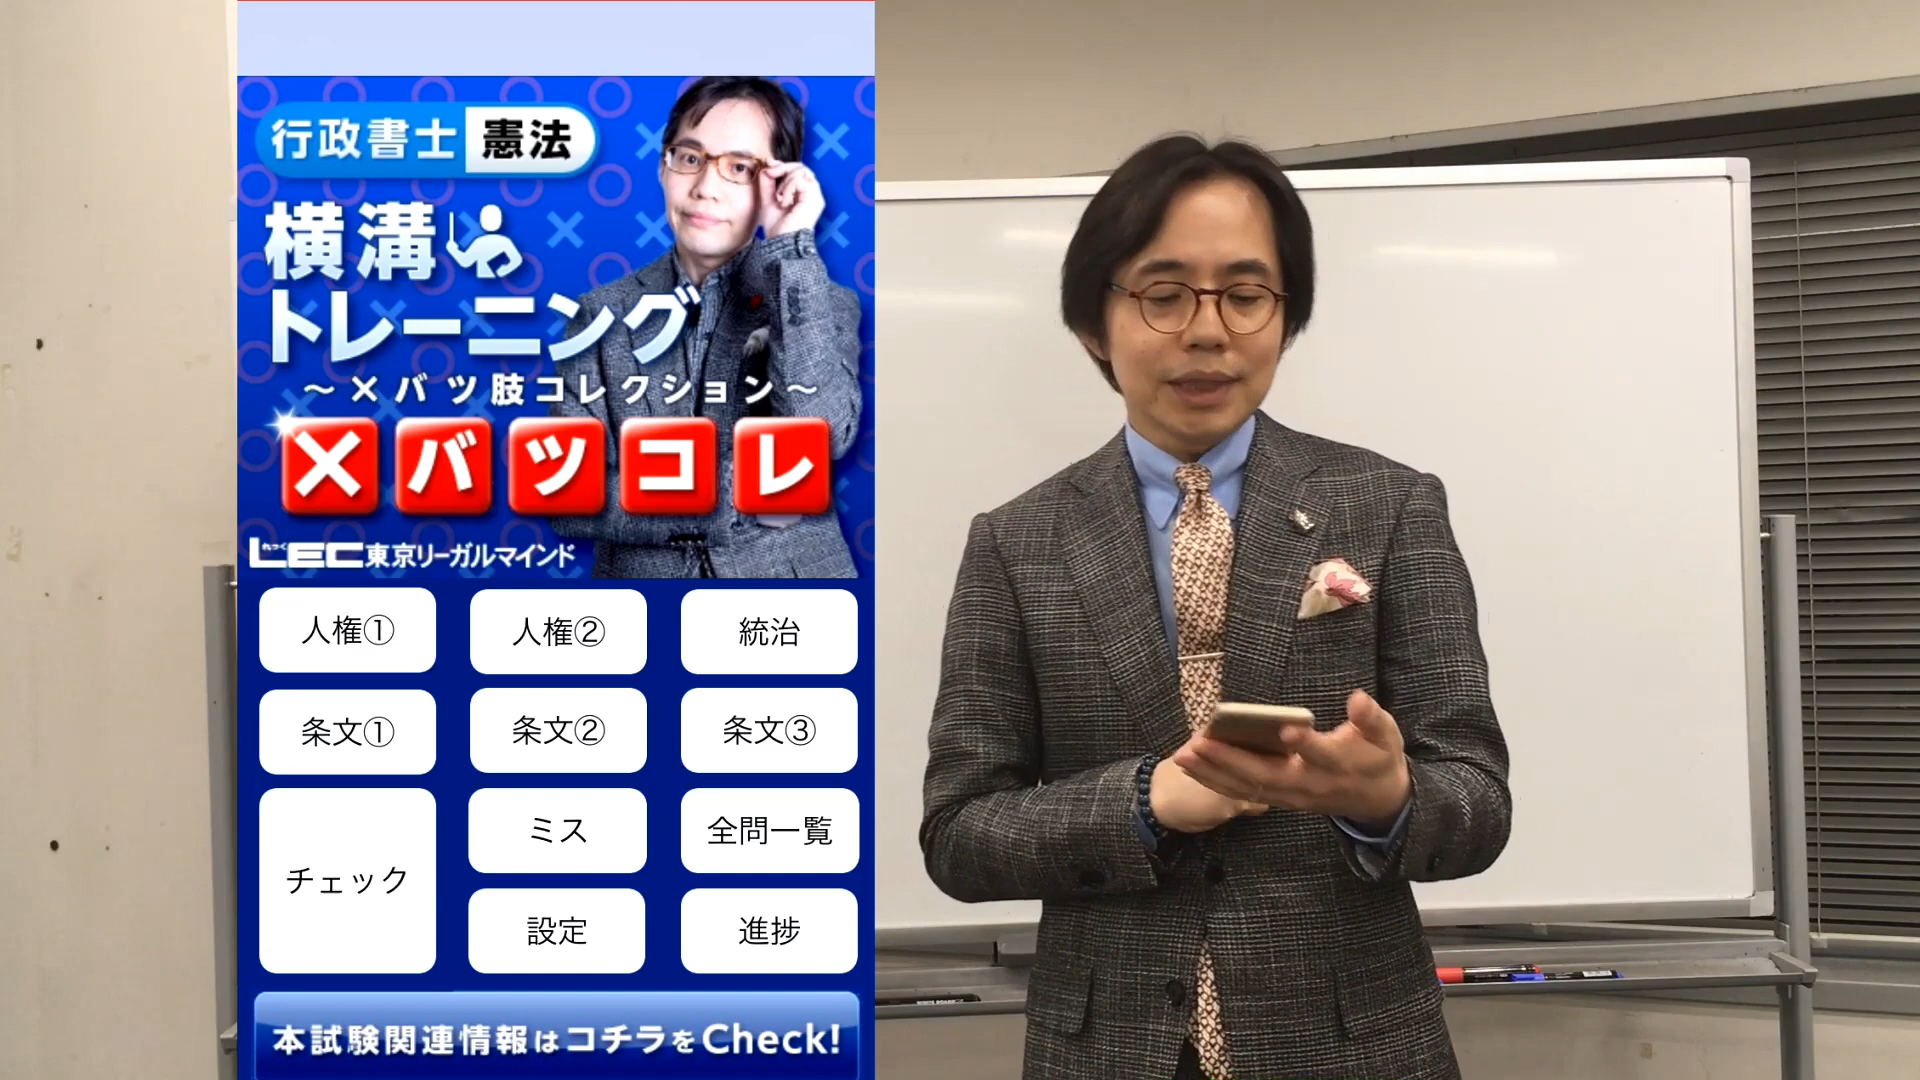 行政書士 憲法
横溝
トレーニング
～×バツ肢コレクション～
×バツコレ
れっく
LEC東京リーガルマインド
人権① 人権② 統治
条文① 条文② 条文③
チェック ミス 全問一覧
設定 進捗
本試験関連情報はコチラをCheck!